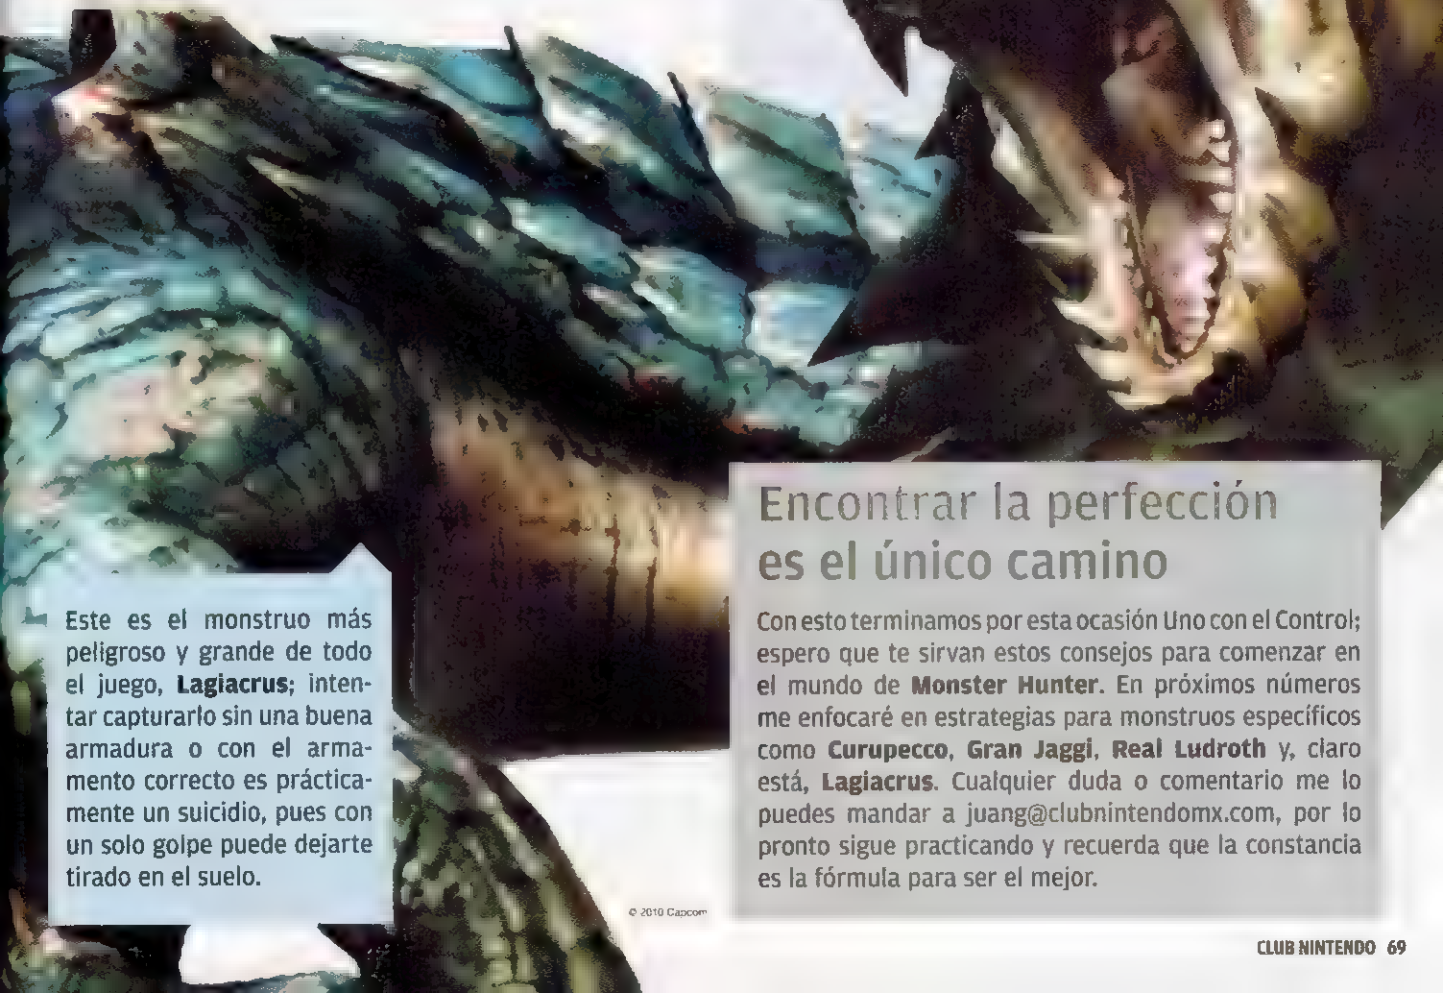 Este es el monstruo más
peligroso y grande de todo
el juego, Lagiacrus; inten-
tar capturarlo sin una buena
armadura o con el arma-
mento correcto es práctica-
mente un suicidio, pues con
un solo golpe puede dejarte
tirado en el suelo.
Encontrar la perfección
es el único camino
Con esto terminamos por esta ocasión Uno con el Control;
espero que te sirvan estos consejos para comenzar en
el mundo de Monster Hunter. En próximos números
me enfocaré en estrategias para monstruos específicos
como Curupecco, Gran Jaggi, Real Ludroth y, claro
está, Lagiacrus. Cualquier duda o comentario me lo
puedes mandar a juang@clubnintendomx.com, por lo
pronto sigue practicando y recuerda que la constancia
es la fórmula para ser el mejor.
© 2010 Capcom
CLUB NINTENDO 69